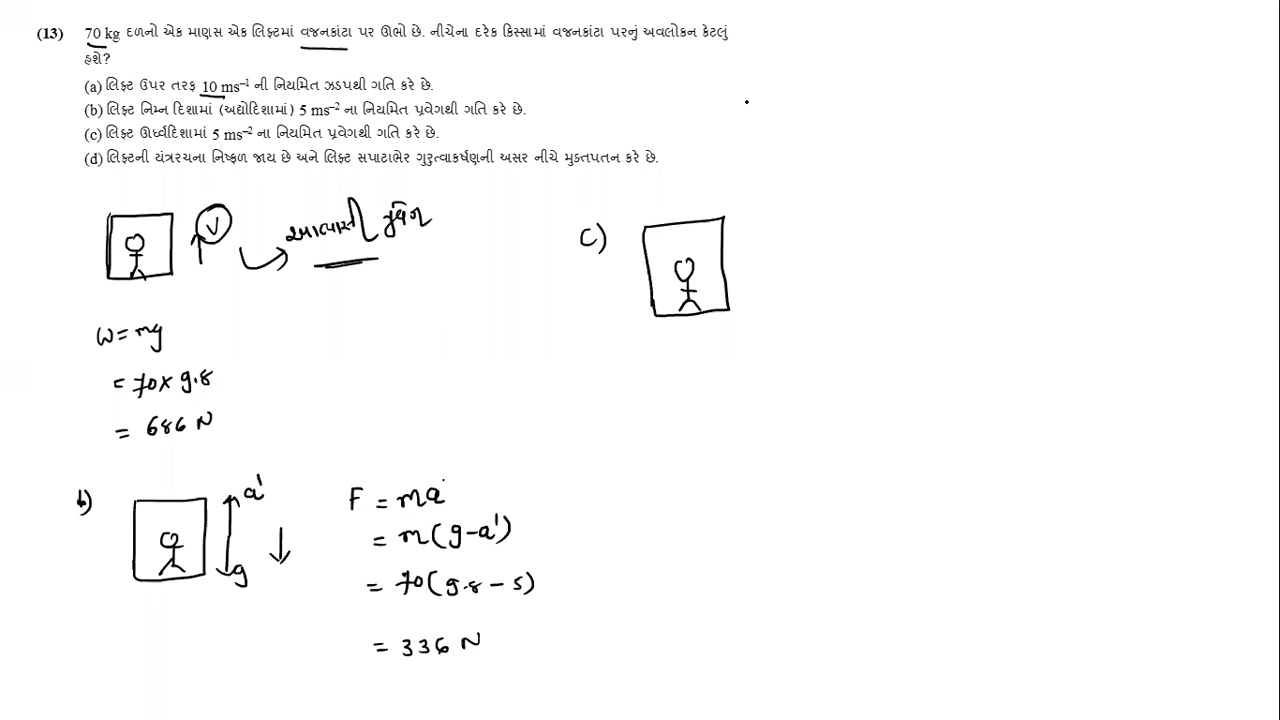 (13) 70 kg દળનો એક માણસ એક લિફ્ટમાં વજનકાંટા પર ઊભો છે. નીચેના દરેક કિસ્સામાં વજનકાંટા પરનું અવલોકન કેટલું
હશે?
(a) લિફ્ટ ઉપર તરફ 10 ms⁻¹ ની નિયમિત ઝડપથી ગતિ કરે છે.
(b) લિફ્ટ નિમ્ન દિશામાં (અદ્યોદિશામાં) 5 ms⁻² ના નિયમિત પ્રવેગથી ગતિ કરે છે.
(c) લિફ્ટ ઊર્ધ્વદિશામાં 5 ms⁻² ના નિયમિત પ્રવેગથી ગતિ કરે છે.
(d) લિફ્ટની યંત્રરચના નિષ્ફળ જાય છે અને લિફ્ટ સપાટાભેર ગુરુત્વાકર્ષણની અસર નીચે મુક્તપતન કરે છે.
V
c)
W = mg
= 70 × 9.8
= 686 N
b)
a'
g
F = ma
= m(g-a')
= 70(9.8 - 5)
= 336 N